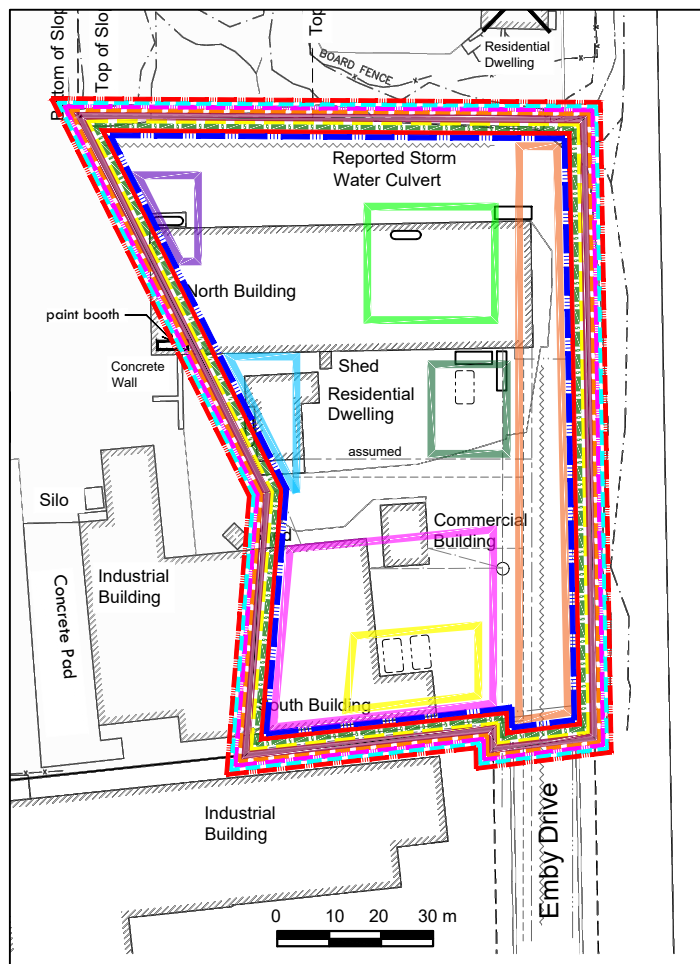 Bottom of Slop
Top of Slo
Top
BOARD FENCE
Residential
Dwelling
Reported Storm
Water Culvert
North Building
paint booth
Concrete
Wall
Shed
Residential
Dwelling
assumed
Silo
Commercial
Building
Industrial
Building
Concrete Pad
South Building
Industrial
Building
Emby Drive
0 10 20 30 m